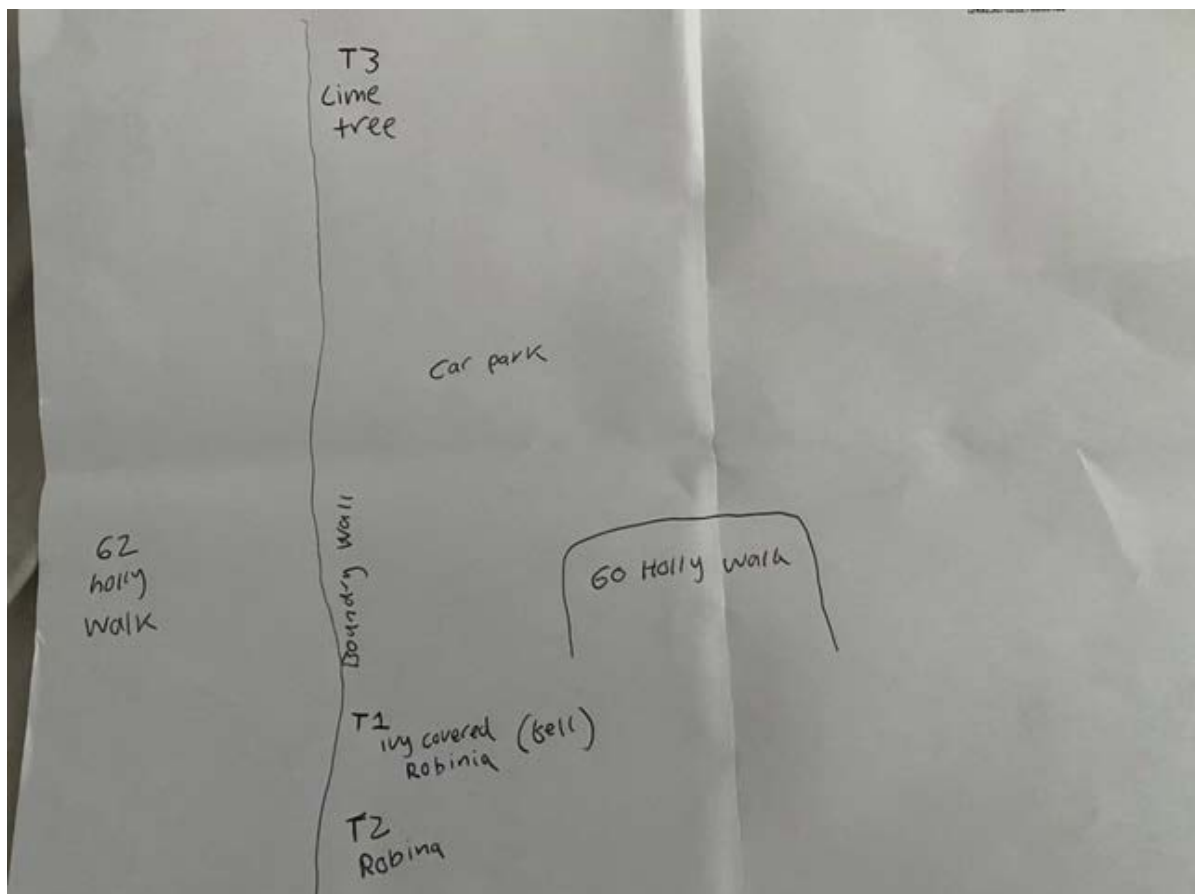 T3
Lime
tree
Car park
62
holly
walk
Boundry wall
60 Holly walk
T1
ivy covered (fell)
Robinia
T2
Robina